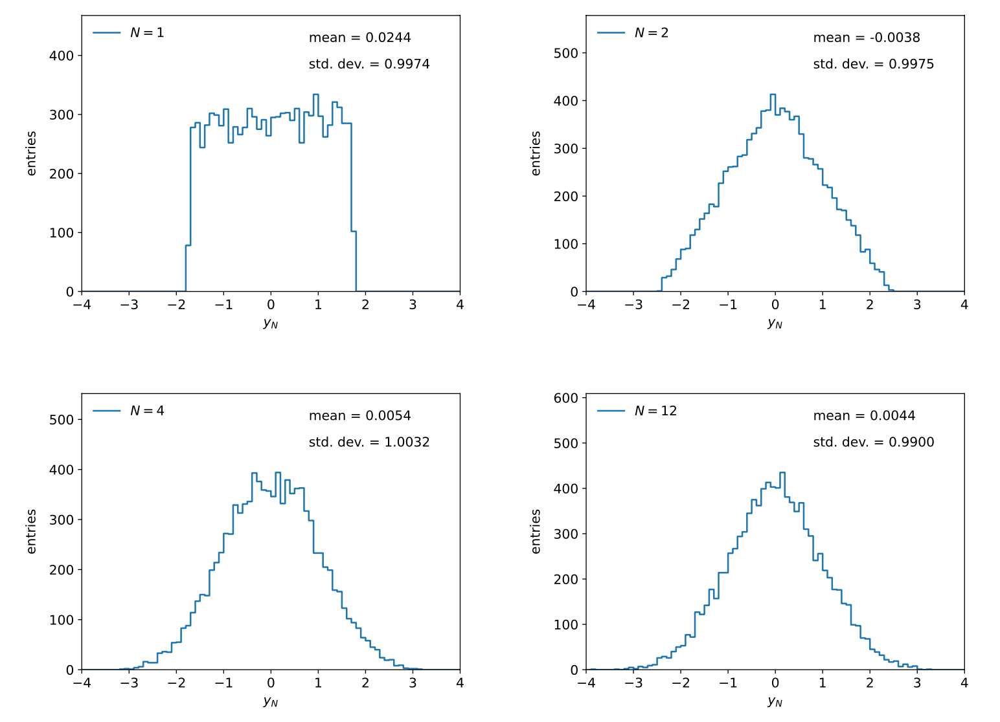 N = 1
mean = 0.0244
std. dev. = 0.9974
400
300
200
100
0
entries
−4 −3 −2 −1 0 1 2 3 4
yN
N = 2
mean = -0.0038
std. dev. = 0.9975
500
400
300
200
100
0
entries
−4 −3 −2 −1 0 1 2 3 4
yN
N = 4
mean = 0.0054
std. dev. = 1.0032
500
400
300
200
100
0
entries
−4 −3 −2 −1 0 1 2 3 4
yN
600
N = 12
mean = 0.0044
std. dev. = 0.9900
500
400
300
200
100
0
entries
−4 −3 −2 −1 0 1 2 3 4
yN